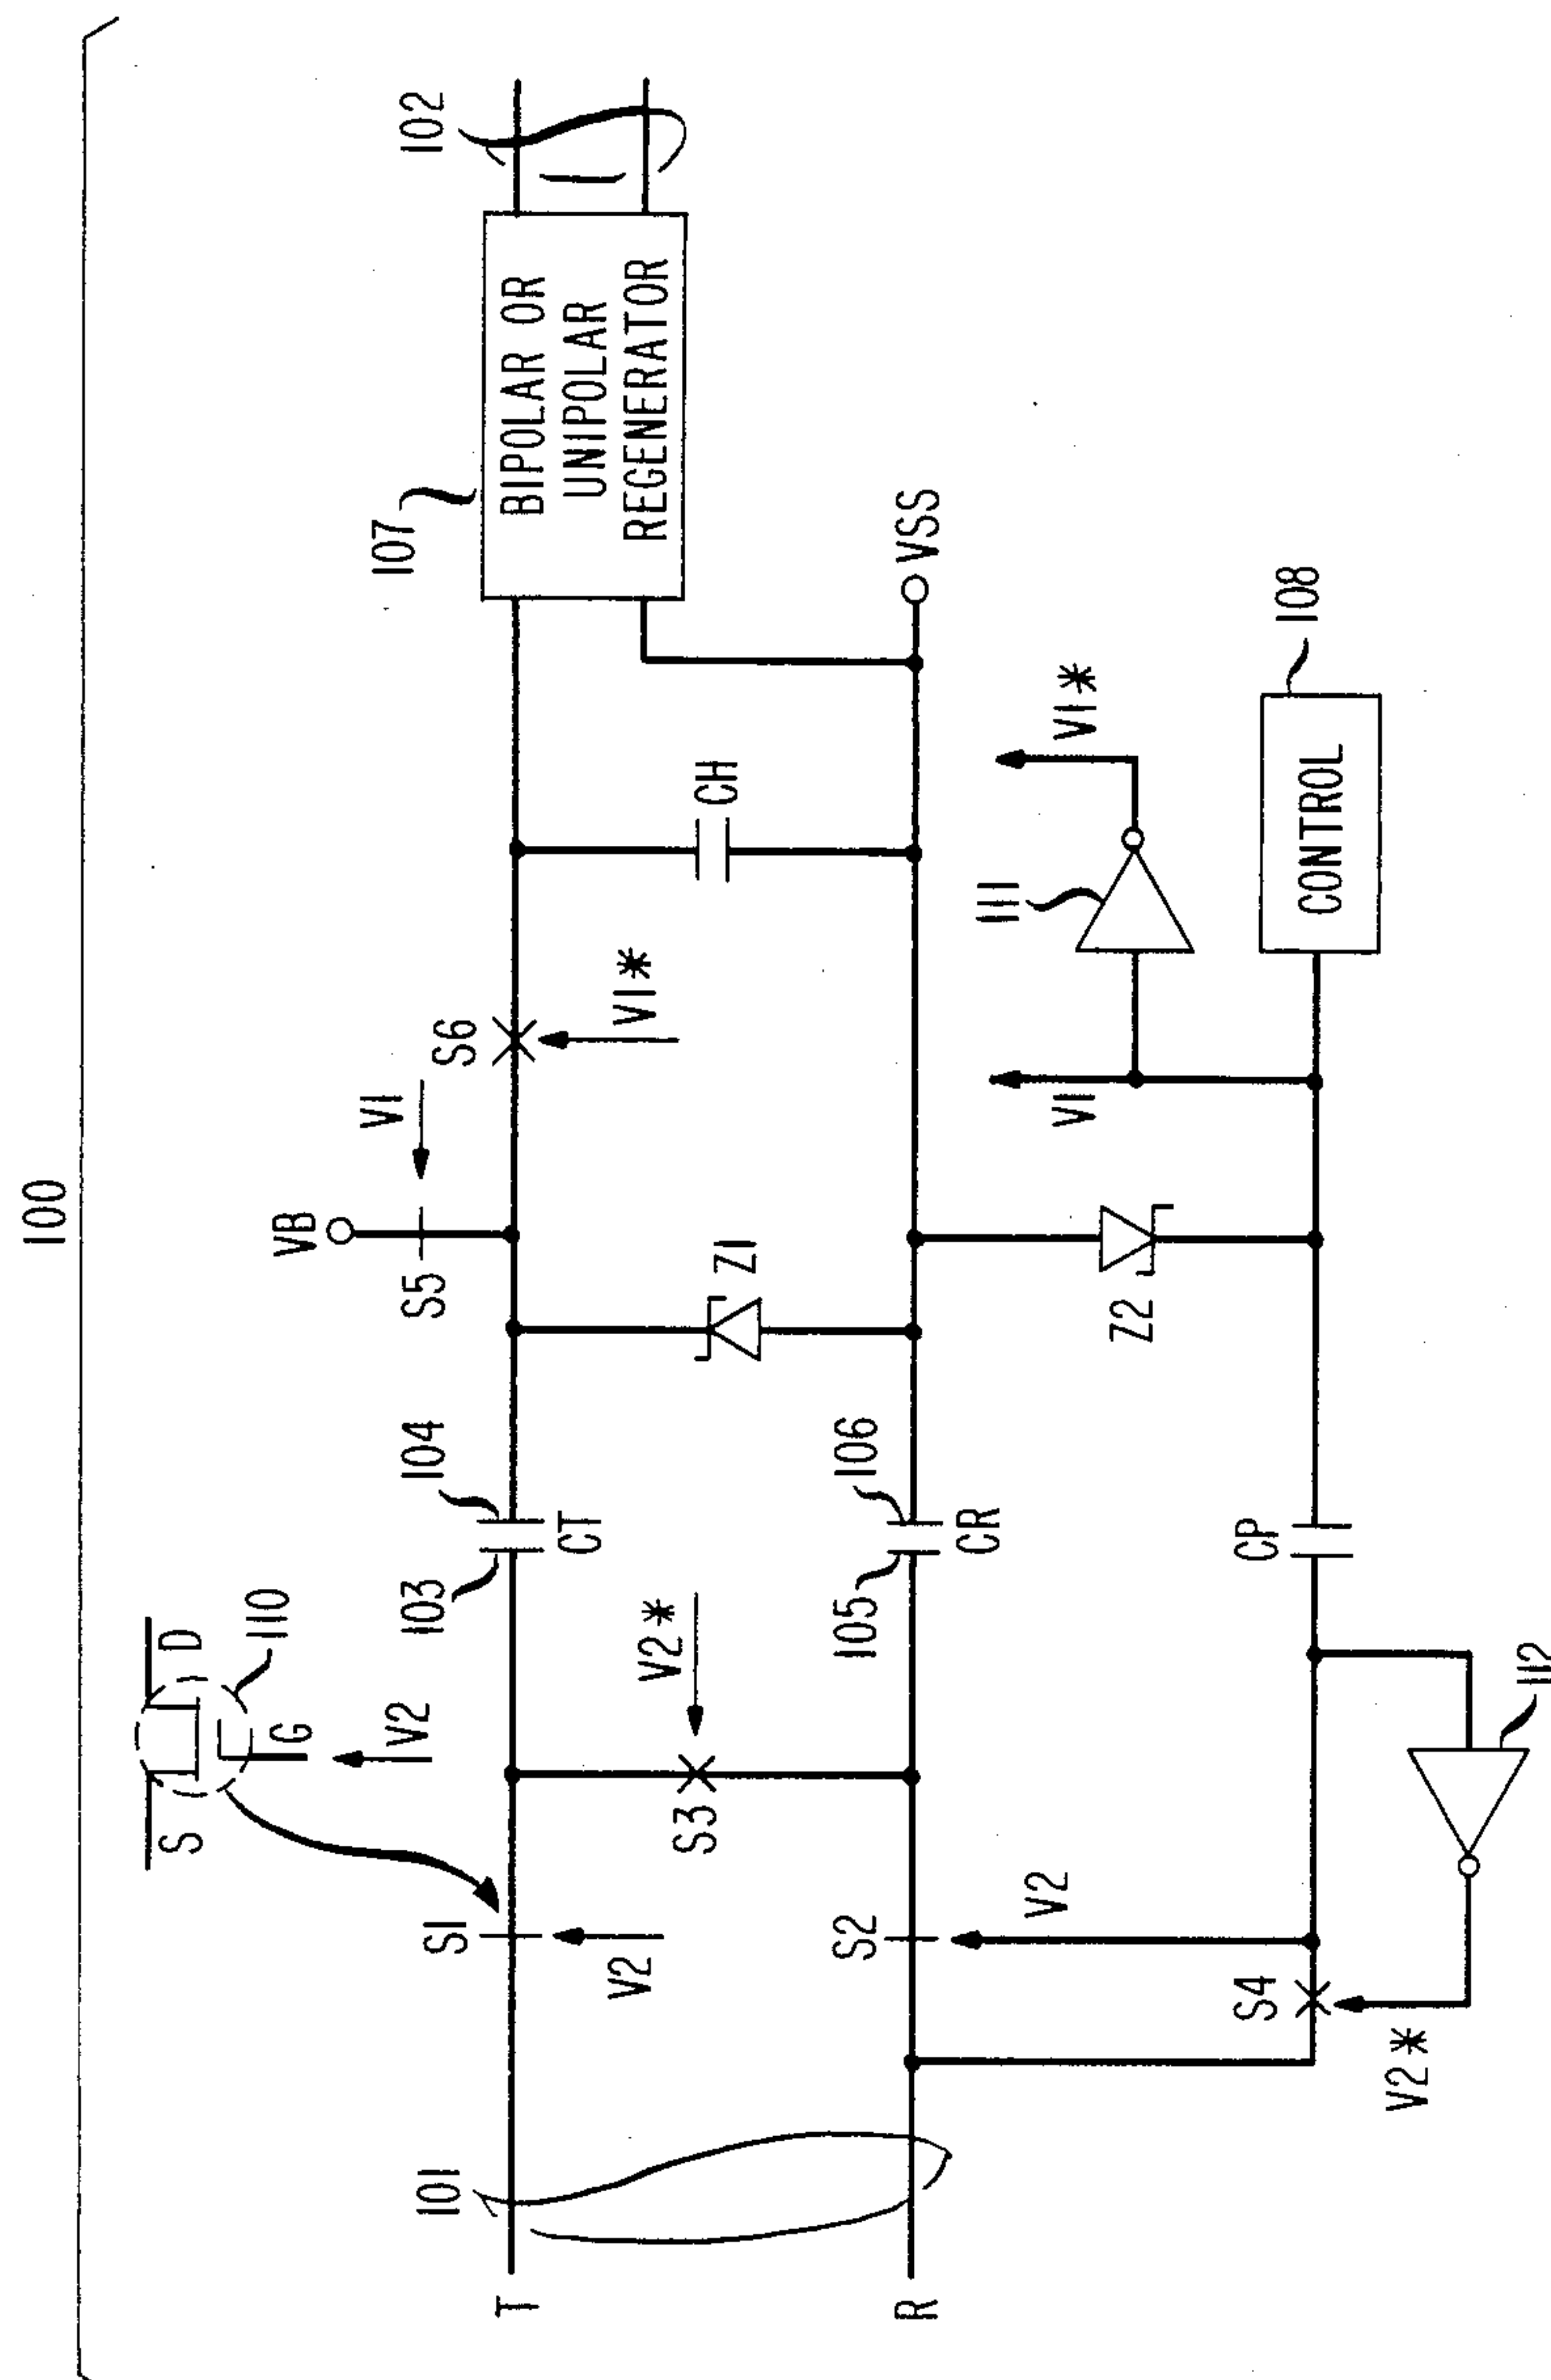 100
S
D
110
G
V2
VB
V1
S5
S6
V1*
107
BIPOLAR OR
UNIPOLAR
REGENERATOR
102
T
101
S1
V2
103
104
CT
S3
V2*
Z1
CH
R
S2
V2
105
106
CR
VSS
S4
V2*
112
CP
Z2
V1
111
V1*
CONTROL
108